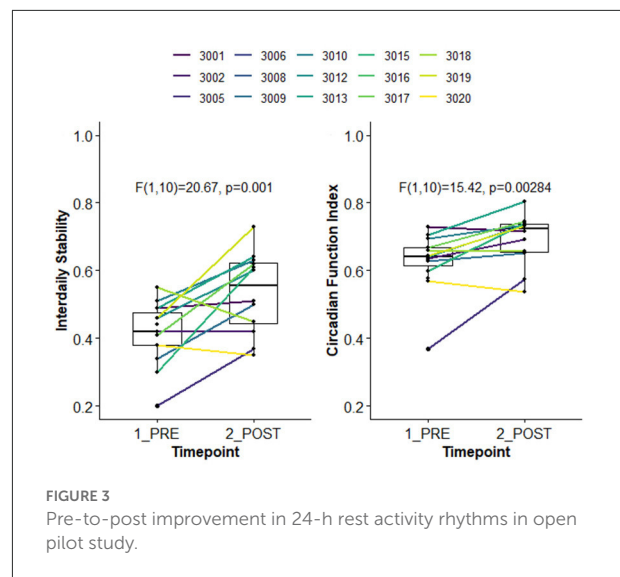 3001 3006 3010 3015 3018
3002 3008 3012 3016 3019
3005 3009 3013 3017 3020
Interdaily Stability
1.0
0.8
0.6
0.4
0.2
F(1,10)=20.67, p=0.001
1_PRE 2_POST
Timepoint
Circadian Function Index
1.0
0.8
0.6
0.4
0.2
F(1,10)=15.42, p=0.00284
1_PRE 2_POST
Timepoint
FIGURE 3
Pre-to-post improvement in 24-h rest activity rhythms in open
pilot study.